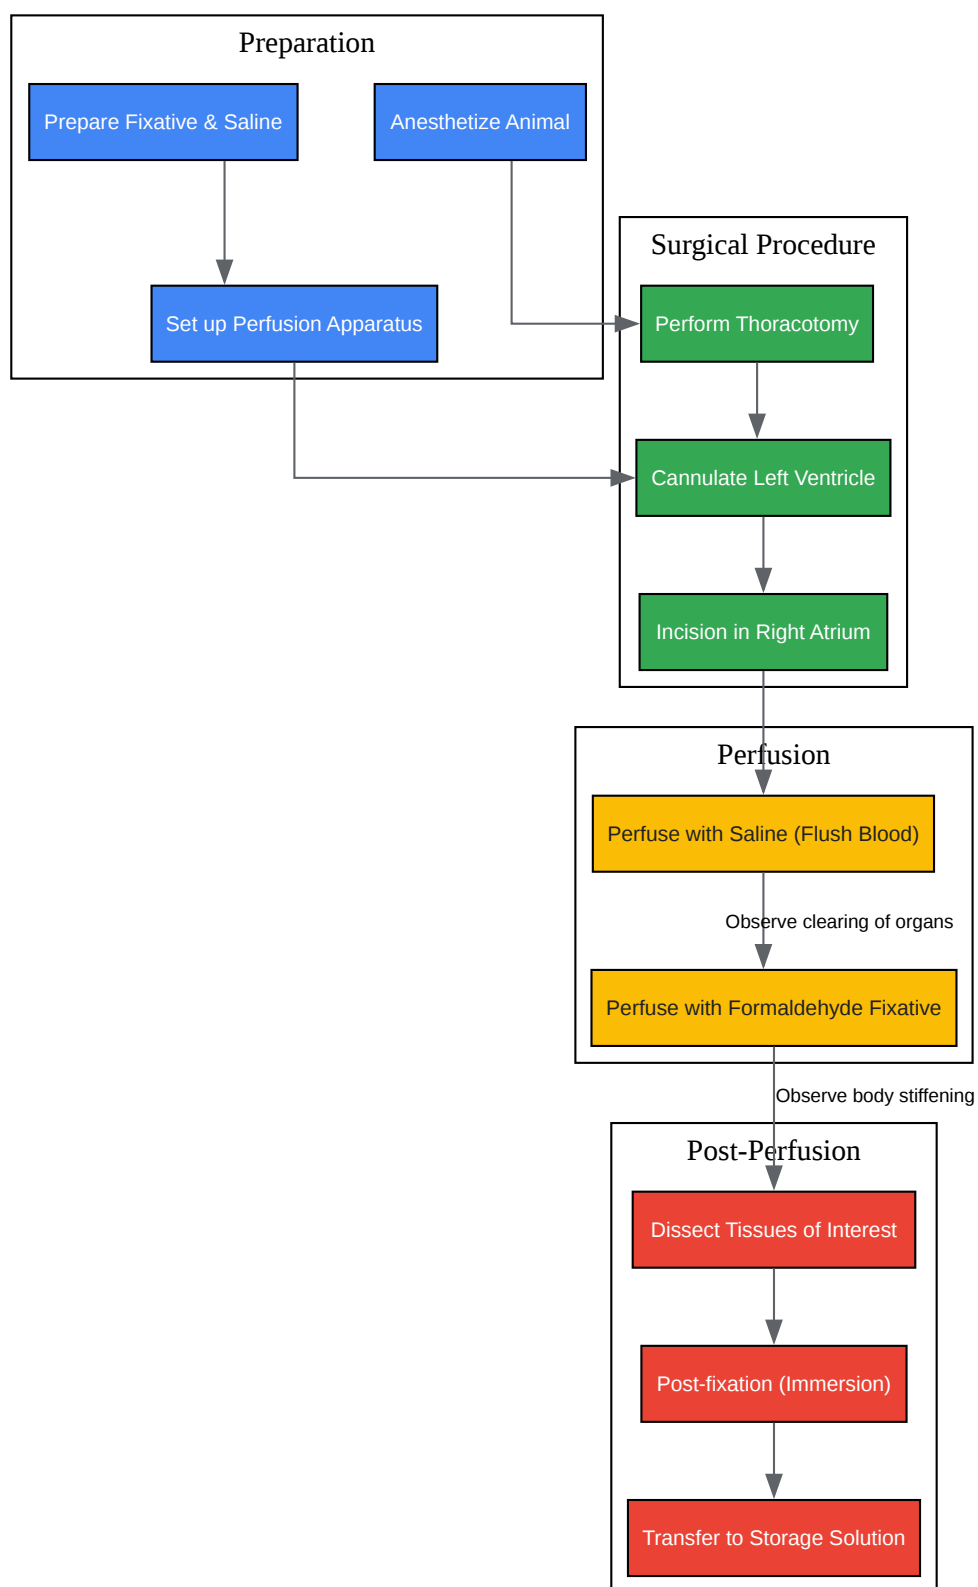 Preparation
Prepare Fixative & Saline
Anesthetize Animal
Set up Perfusion Apparatus
Surgical Procedure
Perform Thoracotomy
Cannulate Left Ventricle
Incision in Right Atrium
Perfusion
Perfuse with Saline (Flush Blood)
Observe clearing of organs
Perfuse with Formaldehyde Fixative
Observe body stiffening
Post-Perfusion
Dissect Tissues of Interest
Post-fixation (Immersion)
Transfer to Storage Solution